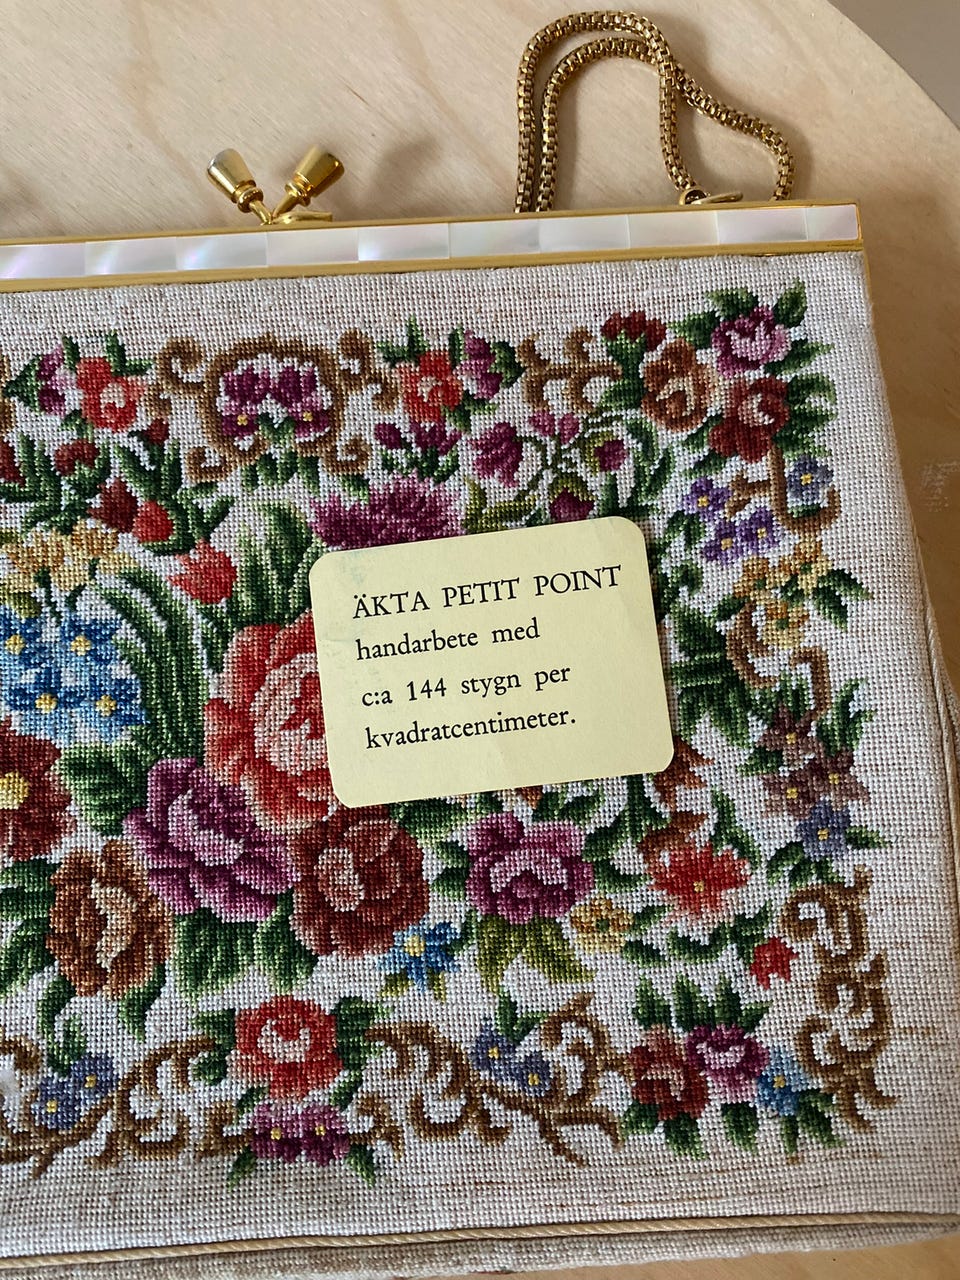 ÄKTA PETIT POINT
handarbete med
c:a 144 stygn per
kvadratcentimeter.